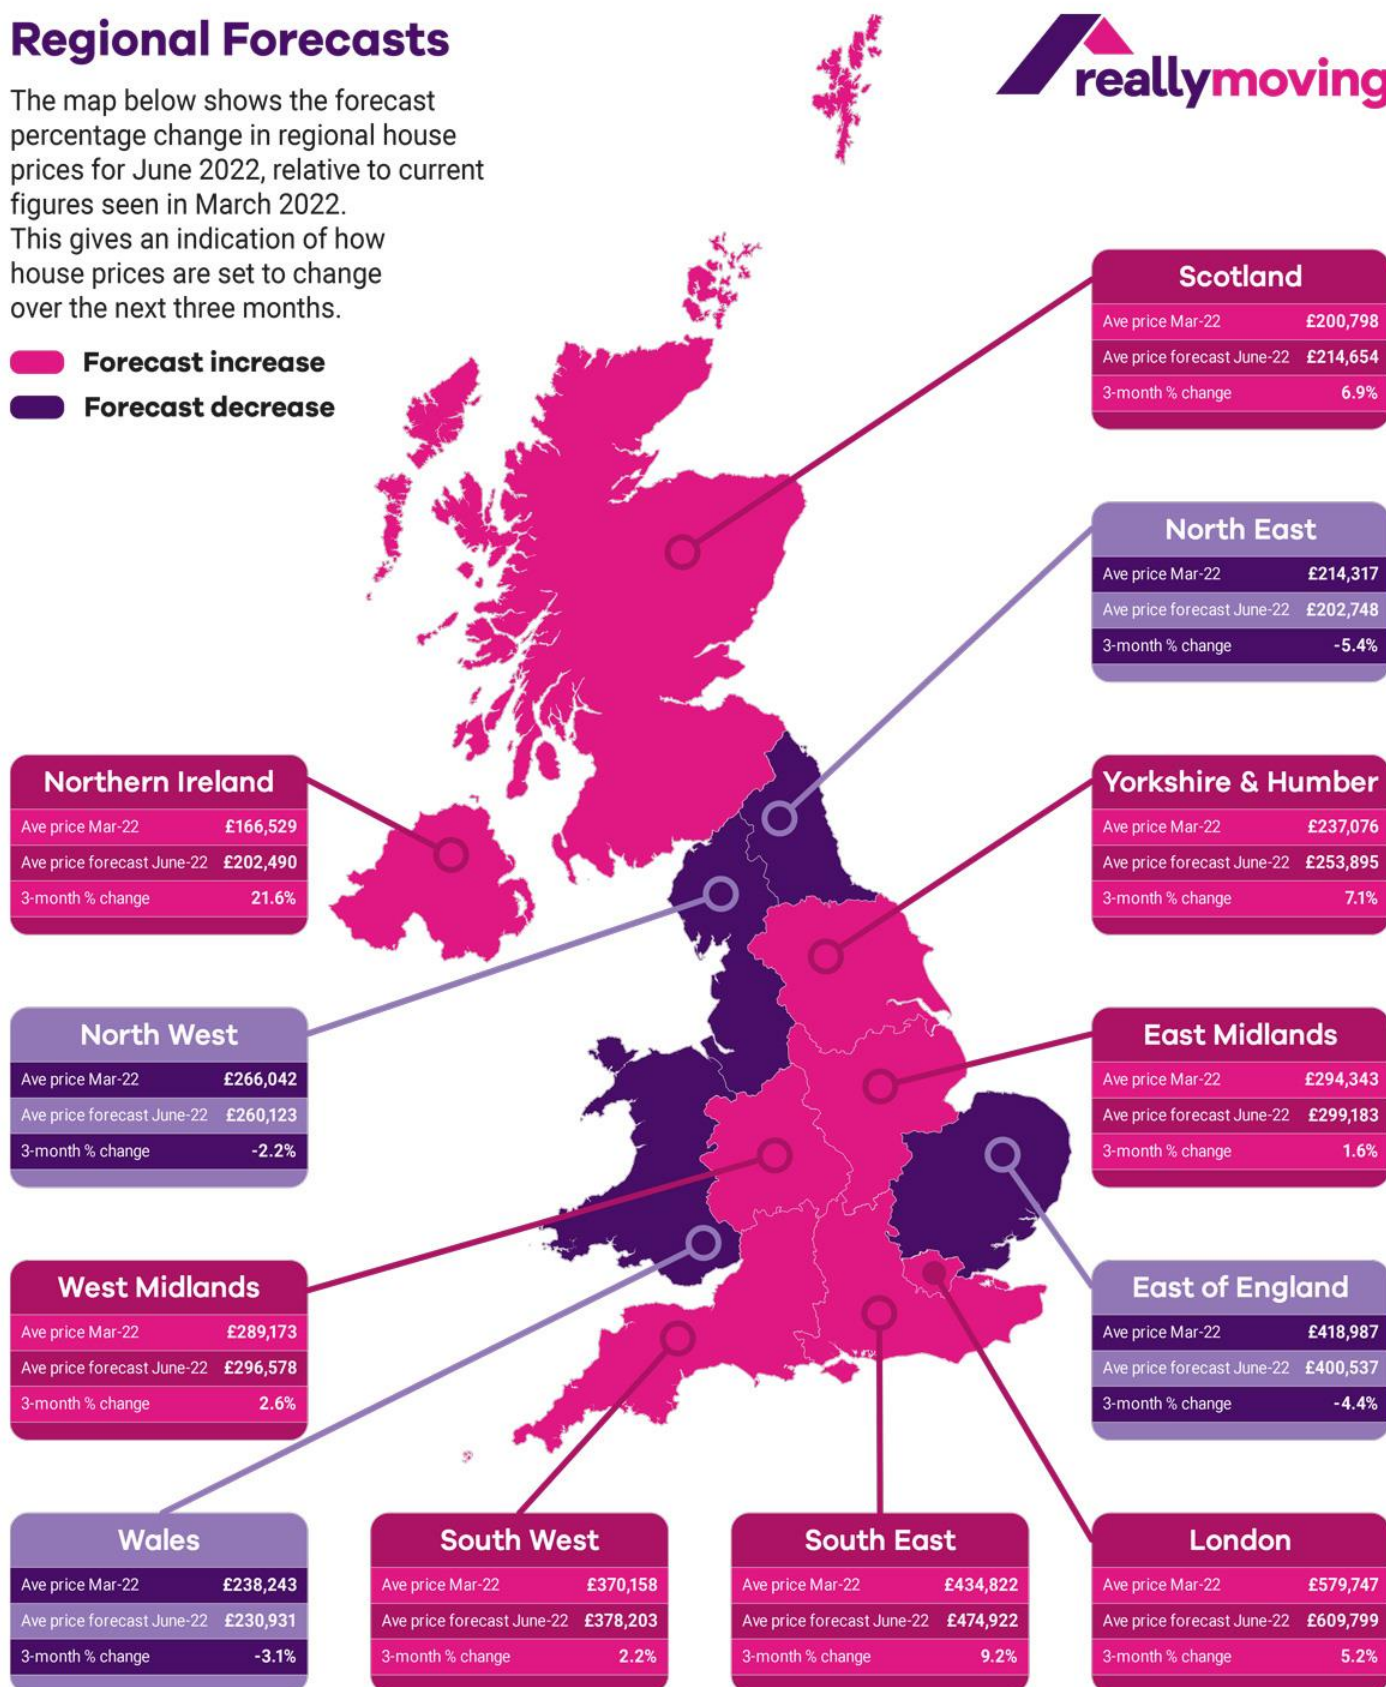 Regional Forecasts
reallymoving
The map below shows the forecast
percentage change in regional house
prices for June 2022, relative to current
figures seen in March 2022.
This gives an indication of how
house prices are set to change
over the next three months.
Forecast increase
Forecast decrease
Scotland
Ave price Mar-22 £200,798
Ave price forecast June-22 £214,654
3-month % change 6.9%
North East
Ave price Mar-22 £214,317
Ave price forecast June-22 £202,748
3-month % change -5.4%
Northern Ireland
Ave price Mar-22 £166,529
Ave price forecast June-22 £202,490
3-month % change 21.6%
Yorkshire & Humber
Ave price Mar-22 £237,076
Ave price forecast June-22 £253,895
3-month % change 7.1%
North West
Ave price Mar-22 £266,042
Ave price forecast June-22 £260,123
3-month % change -2.2%
East Midlands
Ave price Mar-22 £294,343
Ave price forecast June-22 £299,183
3-month % change 1.6%
West Midlands
Ave price Mar-22 £289,173
Ave price forecast June-22 £296,578
3-month % change 2.6%
East of England
Ave price Mar-22 £418,987
Ave price forecast June-22 £400,537
3-month % change -4.4%
Wales
Ave price Mar-22 £238,243
Ave price forecast June-22 £230,931
3-month % change -3.1%
South West
Ave price Mar-22 £370,158
Ave price forecast June-22 £378,203
3-month % change 2.2%
South East
Ave price Mar-22 £434,822
Ave price forecast June-22 £474,922
3-month % change 9.2%
London
Ave price Mar-22 £579,747
Ave price forecast June-22 £609,799
3-month % change 5.2%